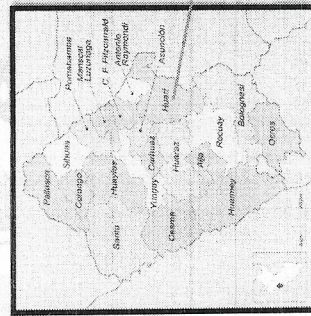 Pomabamba
Mariscal
Luzuriaga
C. F. Fitzcarrald
Antonio
Raymondi
Asunción
Pallasca
Sihuas
Corongo
Huaylas
Huari
Santa
Yungay
Carhuaz
Huaraz
Casma
Aija
Recuay
Bolognesi
Huarmey
Ocros